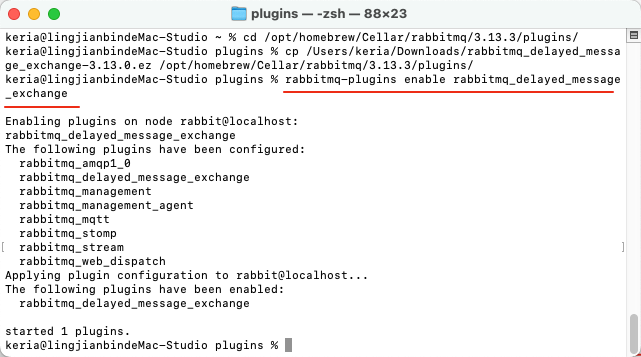 plugins — -zsh — 88×23
keria@lingjianbindeMac-Studio ~ % cd /opt/homebrew/Cellar/rabbitmq/3.13.3/plugins/
keria@lingjianbindeMac-Studio plugins % cp /Users/keria/Downloads/rabbitmq_delayed_messa
ge_exchange-3.13.0.ez /opt/homebrew/Cellar/rabbitmq/3.13.3/plugins/
keria@lingjianbindeMac-Studio plugins % rabbitmq-plugins enable rabbitmq_delayed_message
_exchange
Enabling plugins on node rabbit@localhost:
rabbitmq_delayed_message_exchange
The following plugins have been configured:
  rabbitmq_amqp1_0
  rabbitmq_delayed_message_exchange
  rabbitmq_management
  rabbitmq_management_agent
  rabbitmq_mqtt
  rabbitmq_stomp
[ rabbitmq_stream ]
  rabbitmq_web_dispatch
Applying plugin configuration to rabbit@localhost...
The following plugins have been enabled:
  rabbitmq_delayed_message_exchange
started 1 plugins.
keria@lingjianbindeMac-Studio plugins %